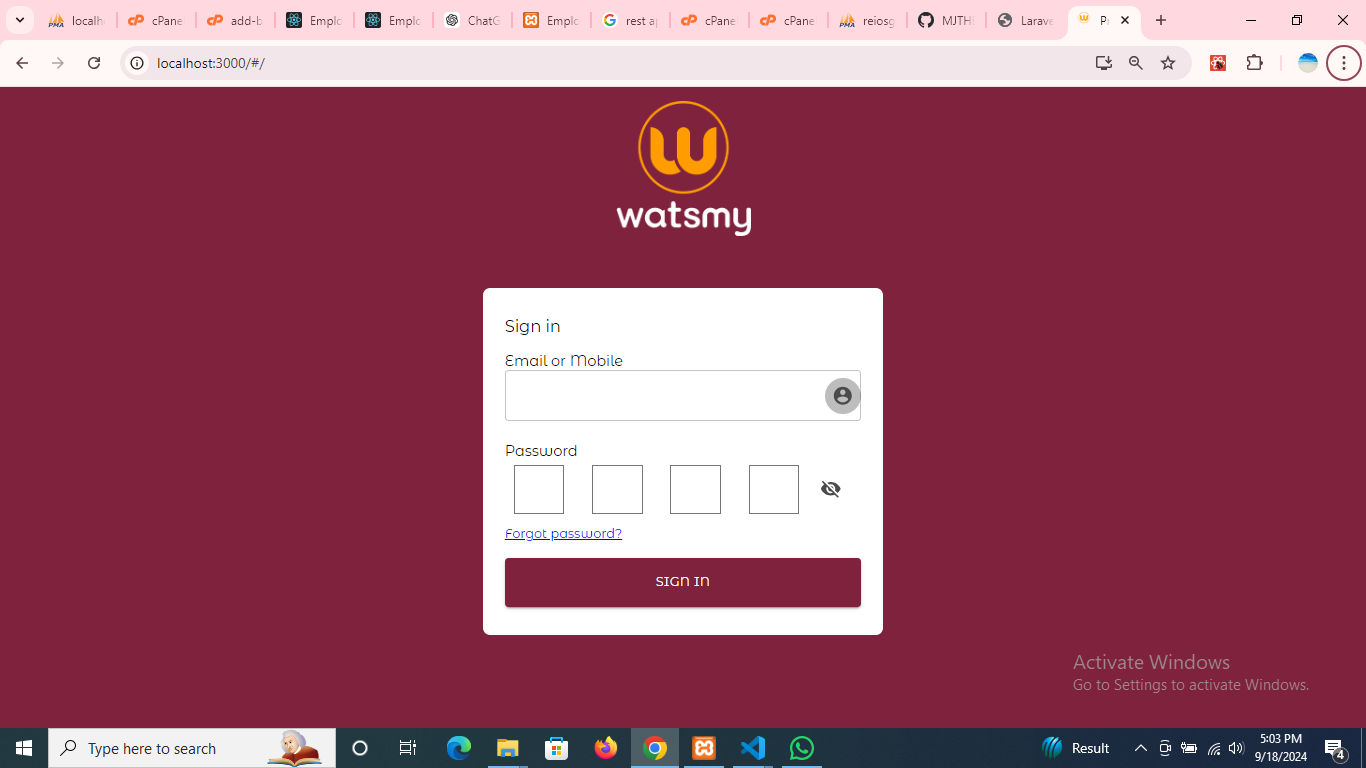 localh
cPane
add-b
Emplo
Emplo
ChatG
Emplo
rest ap
cPane
cPane
reiosg
MJTHi
Larave
Pr
localhost:3000/#/
watsmy
Sign in
Email or Mobile
Password
Forgot password?
SIGN IN
Activate Windows
Go to Settings to activate Windows.
Type here to search
Result
5:03 PM
9/18/2024
4